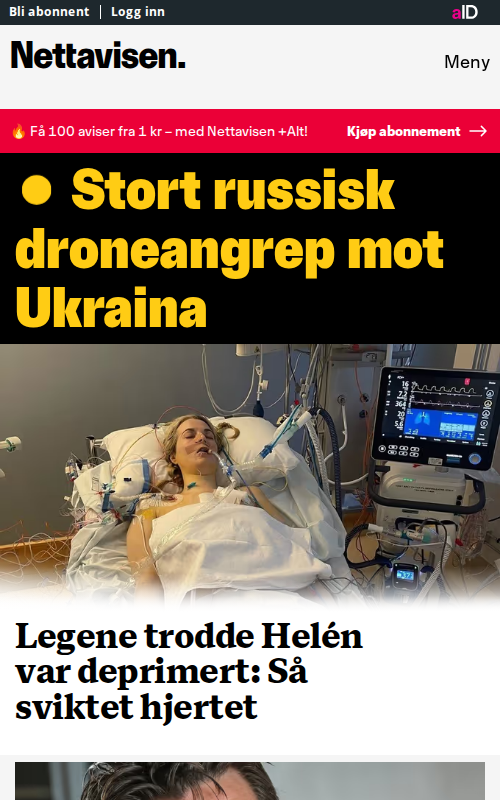 Bli abonnent
Logg inn
aID
Nettavisen.
Meny
🔥 Få 100 aviser fra 1 kr – med Nettavisen +Alt!
Kjøp abonnement →
Stort russisk
droneangrep mot
Ukraina
Legene trodde Helén
var deprimert: Så
sviktet hjertet